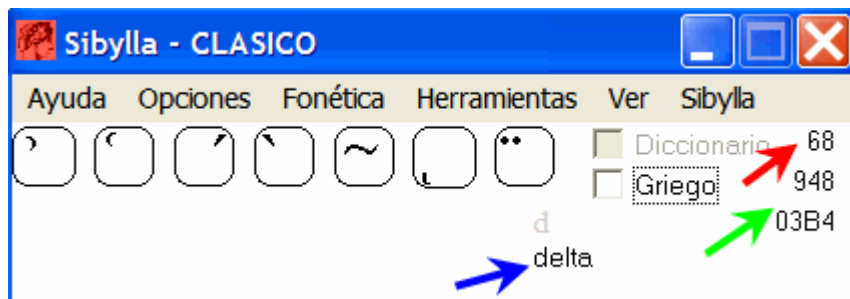 Sibylla - CLASICO
Ayuda Opciones Fonética Herramientas Ver Sibylla
Diccionario 68
Griego 948
d 03B4
delta